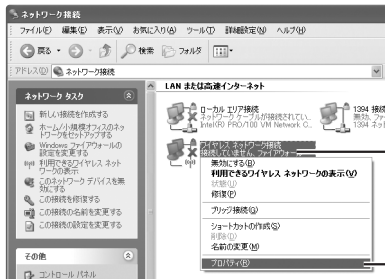 ネットワーク接続
ファイル(F) 編集(E) 表示(V) お気に入り(A) ツール(T) 詳細設定(N) ヘルプ(H)
戻る 検索 フォルダ
アドレス(D) ネットワーク接続
ネットワーク タスク
新しい接続を作成する
ホーム/小規模オフィスのネットワークをセットアップする
Windows ファイアウォールの設定を変更する
利用できるワイヤレス ネットワークの表示
このネットワーク デバイスを無効にする
この接続を修復する
この接続の名前を変更する
この接続の設定を変更する
その他
コントロール パネル
LAN または高速インターネット
ローカル エリア接続
ネットワーク ケーブルが接続されてい...
Intel(R) PRO/100 VM Network C...
1394 接続
無効, ファ
1394 ネット
ワイヤレス ネットワーク接続
接続していません, ファイアウォール
無効にする(B)
利用できるワイヤレス ネットワークの表示(V)
状態(U)
修復(P)
ブリッジ接続(G)
ショートカットの作成(S)
削除(D)
名前の変更(M)
プロパティ(R)